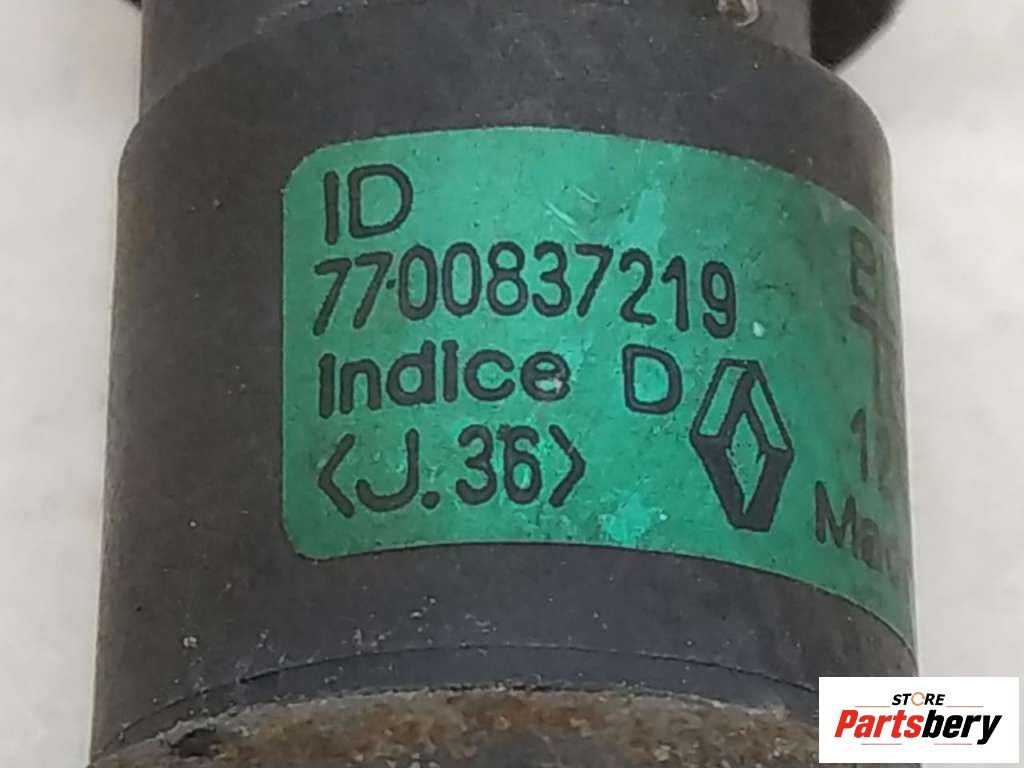 ID
7700837219
Indice D
<J.36>
STORE
Partsbery